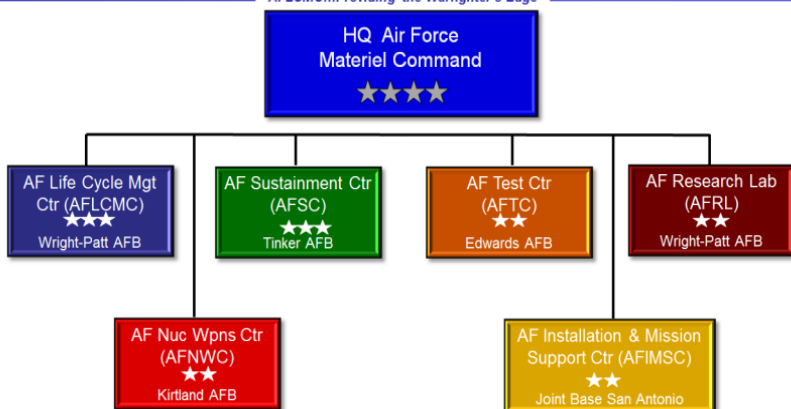 HQ Air Force
Materiel Command
AF Life Cycle Mgt
Ctr (AFLCMC)
Wright-Patt AFB
AF Sustainment Ctr
(AFSC)
Tinker AFB
AF Test Ctr
(AFTC)
Edwards AFB
AF Research Lab
(AFRL)
Wright-Patt AFB
AF Nuc Wpns Ctr
(AFNWC)
Kirtland AFB
AF Installation & Mission
Support Ctr (AFIMSC)
Joint Base San Antonio